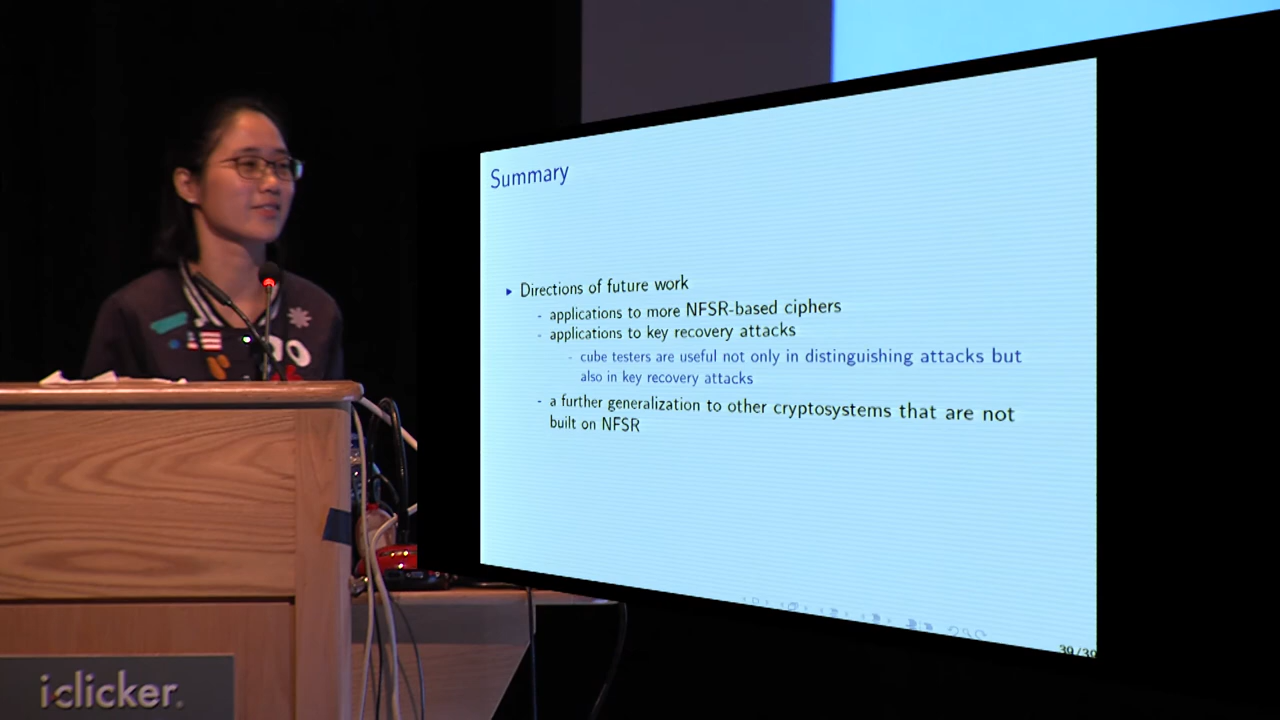 Summary
▸ Directions of future work
- applications to more NFSR-based ciphers
- applications to key recovery attacks
- cube testers are useful not only in distinguishing attacks but
also in key recovery attacks
- a further generalization to other cryptosystems that are not
built on NFSR
39/39
iclicker.